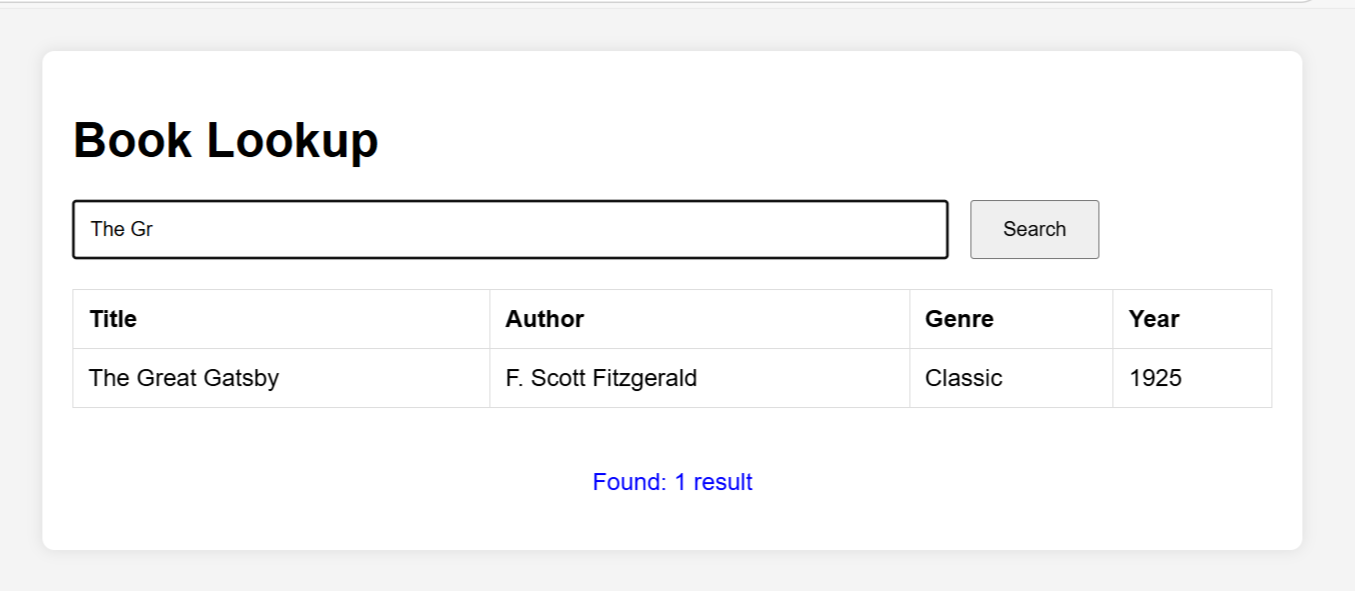 Book Lookup
The Gr Search
Title Author Genre Year
The Great Gatsby F. Scott Fitzgerald Classic 1925
Found: 1 result